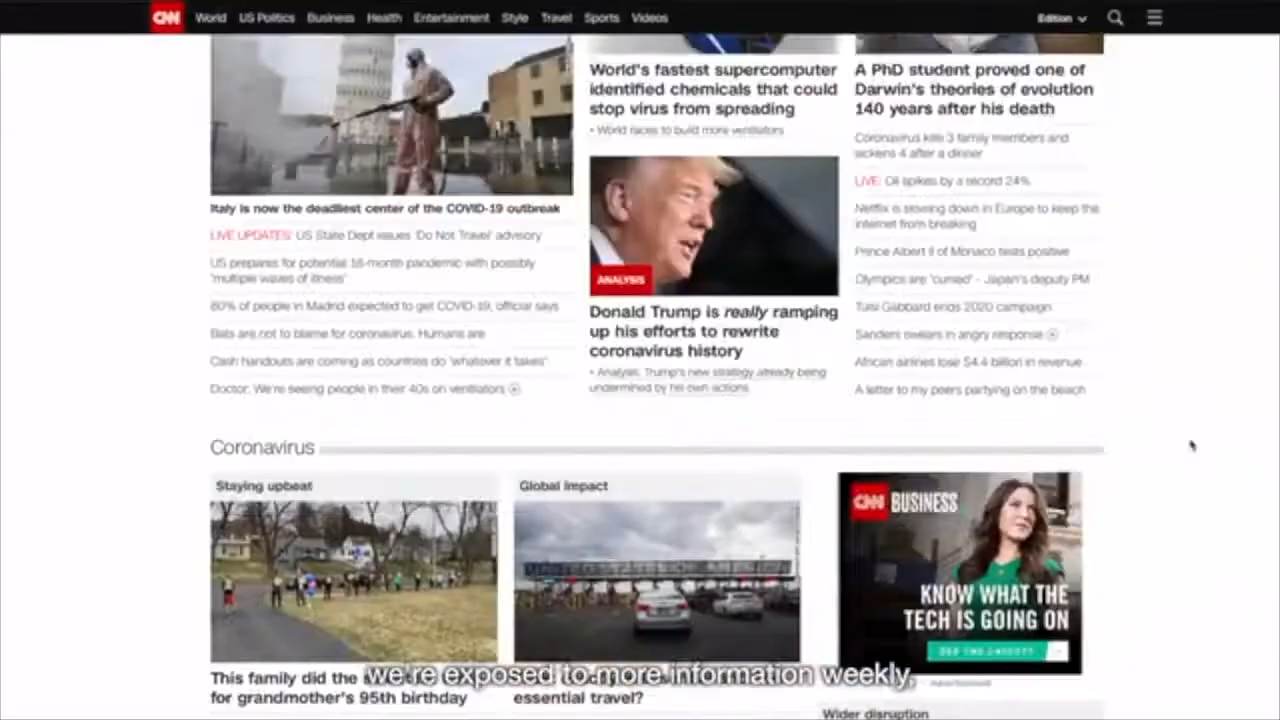 CNN World US Politics Business Health Entertainment Style Travel Sports Videos Edition
Italy is now the deadliest center of the COVID-19 outbreak
LIVE UPDATES: US State Dept issues 'Do Not Travel' advisory
US prepares for potential 18-month pandemic with possibly
'multiple waves of illness'
80% of people in Madrid expected to get COVID-19, official says
Bats are not to blame for coronavirus. Humans are
Cash handouts are coming as countries do 'whatever it takes'
Doctor: We're seeing people in their 40s on ventilators
World's fastest supercomputer
identified chemicals that could
stop virus from spreading
• World races to build more ventilators
ANALYSIS
Donald Trump is really ramping
up his efforts to rewrite
coronavirus history
• Analysis: Trump's new strategy already being
undermined by his own actions
A PhD student proved one of
Darwin's theories of evolution
140 years after his death
Coronavirus kills 3 family members and
sickens 4 after a dinner
LIVE: Oil spikes by a record 24%
Netflix is slowing down in Europe to keep the
internet from breaking
Prince Albert II of Monaco tests positive
Olympics are 'cursed' - Japan's deputy PM
Tulsi Gabbard ends 2020 campaign
Sanders swears in angry response
African airlines lose $4.4 billion in revenue
A letter to my peers partying on the beach
Coronavirus
Staying upbeat
This family did the
for grandmother's 95th birthday
Global impact
essential travel?
CNN BUSINESS
KNOW WHAT THE
TECH IS GOING ON
Advertisement
Wider disruption
we're exposed to more information weekly,